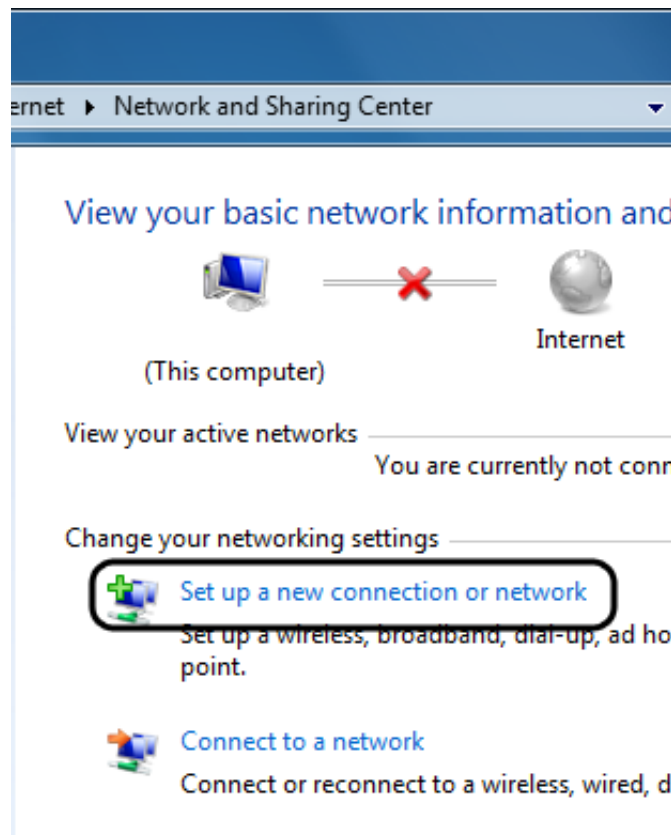 ernet ▸ Network and Sharing Center
View your basic network information and
Internet
(This computer)
View your active networks
You are currently not conn
Change your networking settings
Set up a new connection or network
Set up a wireless, broadband, dial-up, ad ho
point.
Connect to a network
Connect or reconnect to a wireless, wired, d